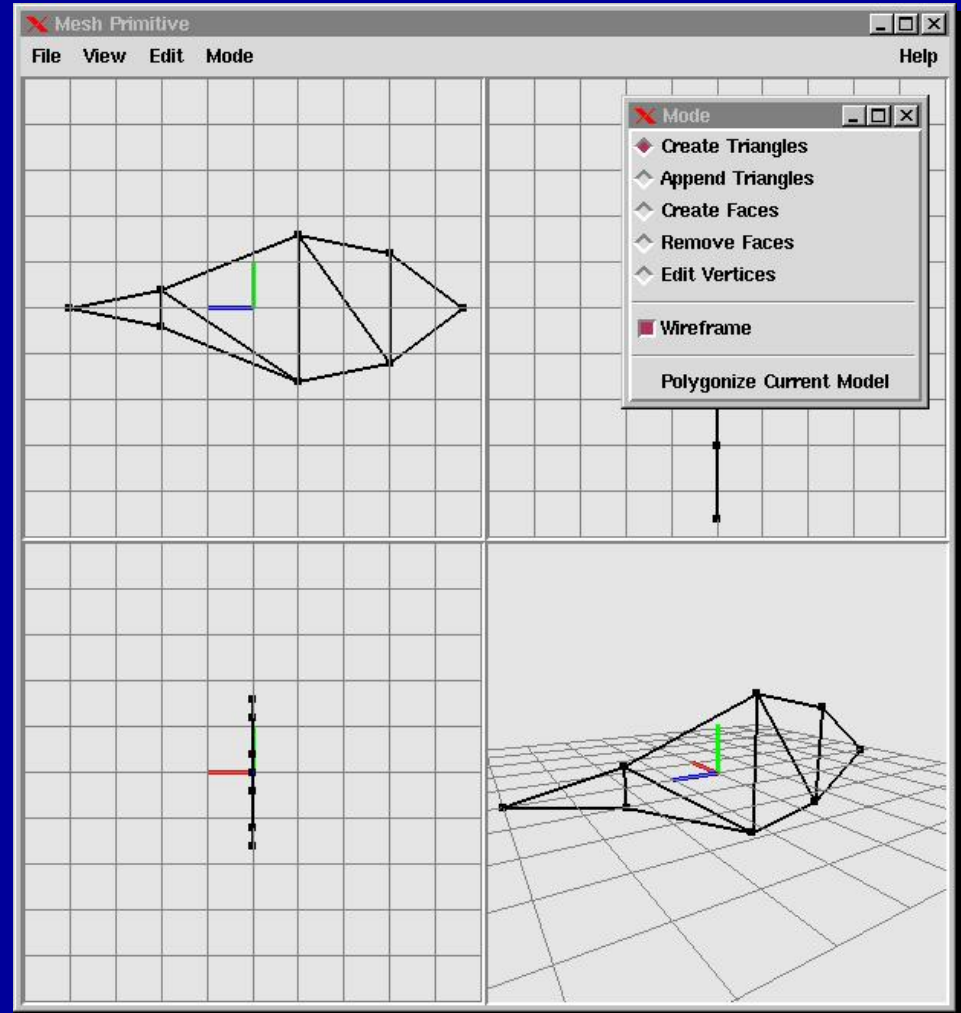 Mesh Primitive
File View Edit Mode Help
Mode
Create Triangles
Append Triangles
Create Faces
Remove Faces
Edit Vertices
Wireframe
Polygonize Current Model